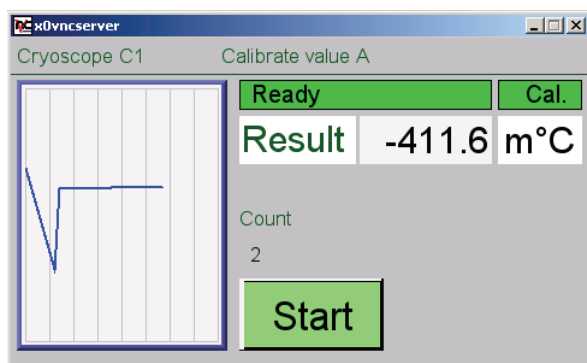 x0vncserver
Cryoscope C1 Calibrate value A
Ready Cal.
Result -411.6 m°C
Count
2
Start